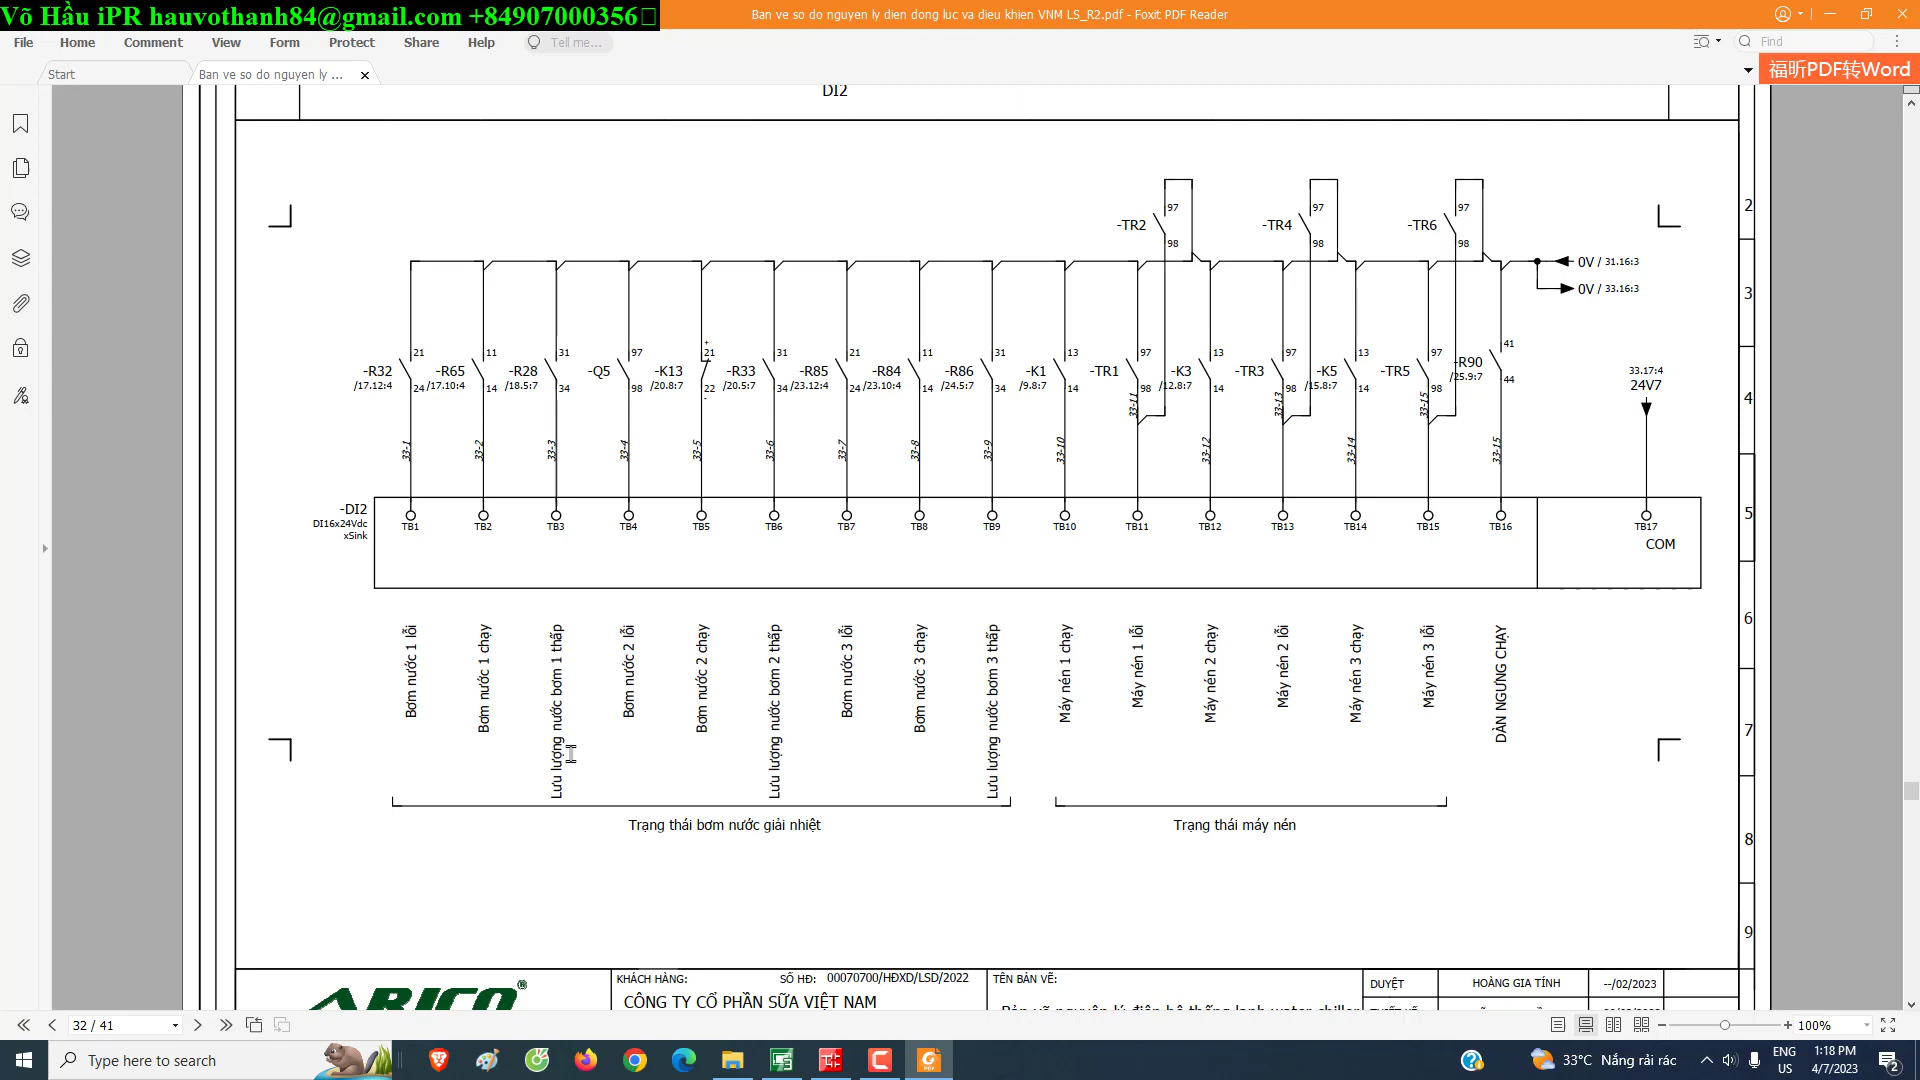 Võ Hầu iPR hauvothanh84@gmail.com +84907000356
Ban ve so do nguyen ly dien dong luc va dieu khien VNM LS_R2.pdf - Foxit PDF Reader
File Home Comment View Form Protect Share Help Tell me... Find
Start Ban ve so do nguyen ly ... 福昕PDF转Word
DI2
2
97 97 97
-TR2 -TR4 -TR6
98 98 98
0V / 31.16:3
0V / 33.16:3
3
21 11 31 97 21 31 21 11 31 13 97 13 97 13 97 41
-R32 -R65 -R28 -Q5 -K13 -R33 -R85 -R84 -R86 -K1 -TR1 -K3 -TR3 -K5 -TR5 -R90
/17.12:4 /17.10:4 /18.5:7 /20.8:7 /20.5:7 /23.12:4 /23.10:4 /24.5:7 /9.8:7 /12.8:7 /15.8:7 /25.9:7
24 14 34 98 22 34 24 14 34 14 98 14 98 14 98 44
33.17:4
24V7
4
33-1 33-2 33-3 33-4 33-5 33-6 33-7 33-8 33-9 33-10 33-11 33-12 33-13 33-14 33-15 33-15
-DI2
DI16x24Vdc
xSink
TB1 TB2 TB3 TB4 TB5 TB6 TB7 TB8 TB9 TB10 TB11 TB12 TB13 TB14 TB15 TB16 TB17
COM
5
Bơm nước 1 lỗi
Bơm nước 1 chạy
Lưu lượng nước bơm 1 thấp
Bơm nước 2 lỗi
Bơm nước 2 chạy
Lưu lượng nước bơm 2 thấp
Bơm nước 3 lỗi
Bơm nước 3 chạy
Lưu lượng nước bơm 3 thấp
Máy nén 1 chạy
Máy nén 1 lỗi
Máy nén 2 chạy
Máy nén 2 lỗi
Máy nén 3 chạy
Máy nén 3 lỗi
DÀN NGƯNG CHẠY
6
7
Trạng thái bơm nước giải nhiệt
Trạng thái máy nén
8
9
ARICO ®
KHÁCH HÀNG: SỐ HĐ: 00070700/HĐXD/LSD/2022
CÔNG TY CỔ PHẦN SỮA VIỆT NAM
TÊN BẢN VẼ:
Bản vẽ nguyên lý điện hệ thống lạnh water chiller
DUYỆT HOÀNG GIA TÍNH --/02/2023
32 / 41
100%
Type here to search
33°C Nắng rải rác
ENG
US
1:18 PM
4/7/2023
2